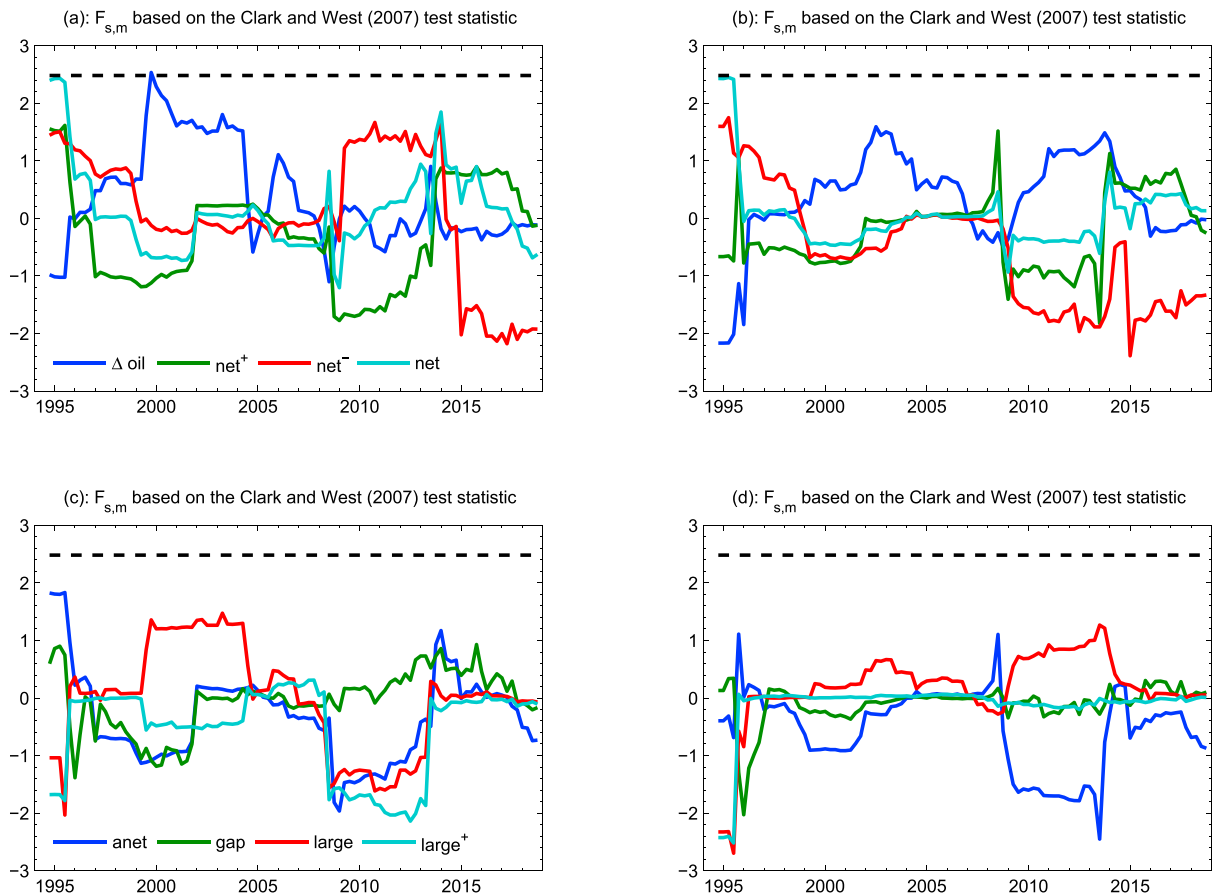 (a): Fs,m based on the Clark and West (2007) test statistic
3
2
1
0
−1
−2
−3
1995 2000 2005 2010 2015
Δ oil net+ net− net
(b): Fs,m based on the Clark and West (2007) test statistic
3
2
1
0
−1
−2
−3
1995 2000 2005 2010 2015
(c): Fs,m based on the Clark and West (2007) test statistic
3
2
1
0
−1
−2
−3
1995 2000 2005 2010 2015
anet gap large large+
(d): Fs,m based on the Clark and West (2007) test statistic
3
2
1
0
−1
−2
−3
1995 2000 2005 2010 2015